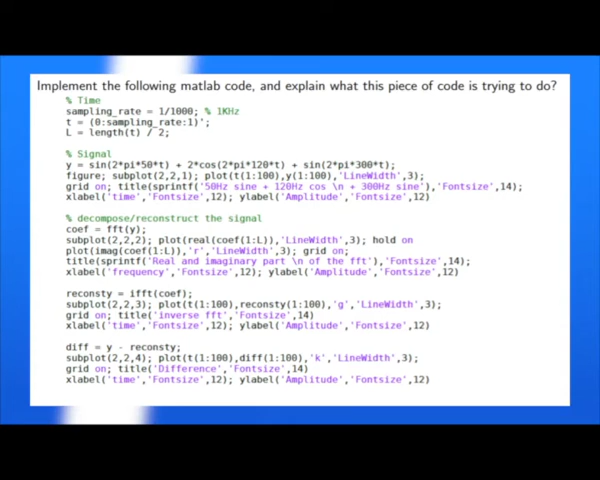 Implement the following matlab code, and explain what this piece of code is trying to do?
% Time
sampling_rate = 1/1000; % 1KHz
t = (0:sampling_rate:1)';
L = length(t) / 2;
% Signal
y = sin(2*pi*50*t) + 2*cos(2*pi*120*t) + sin(2*pi*300*t);
figure; subplot(2,2,1); plot(t(1:100),y(1:100),'LineWidth',3);
grid on; title(sprintf('50Hz sine + 120Hz cos \n + 300Hz sine'),'Fontsize',14);
xlabel('time','Fontsize',12); ylabel('Amplitude','Fontsize',12)
% decompose/reconstruct the signal
coef = fft(y);
subplot(2,2,2); plot(real(coef(1:L)),'LineWidth',3); hold on
plot(imag(coef(1:L)),'r','LineWidth',3); grid on;
title(sprintf('Real and imaginary part \n of the fft'),'Fontsize',14);
xlabel('frequency','Fontsize',12); ylabel('Amplitude','Fontsize',12)
reconsty = ifft(coef);
subplot(2,2,3); plot(t(1:100),reconsty(1:100),'g','LineWidth',3);
grid on; title('inverse fft','Fontsize',14)
xlabel('time','Fontsize',12); ylabel('Amplitude','Fontsize',12)
diff = y - reconsty;
subplot(2,2,4); plot(t(1:100),diff(1:100),'k','LineWidth',3);
grid on; title('Difference','Fontsize',14)
xlabel('time','Fontsize',12); ylabel('Amplitude','Fontsize',12)